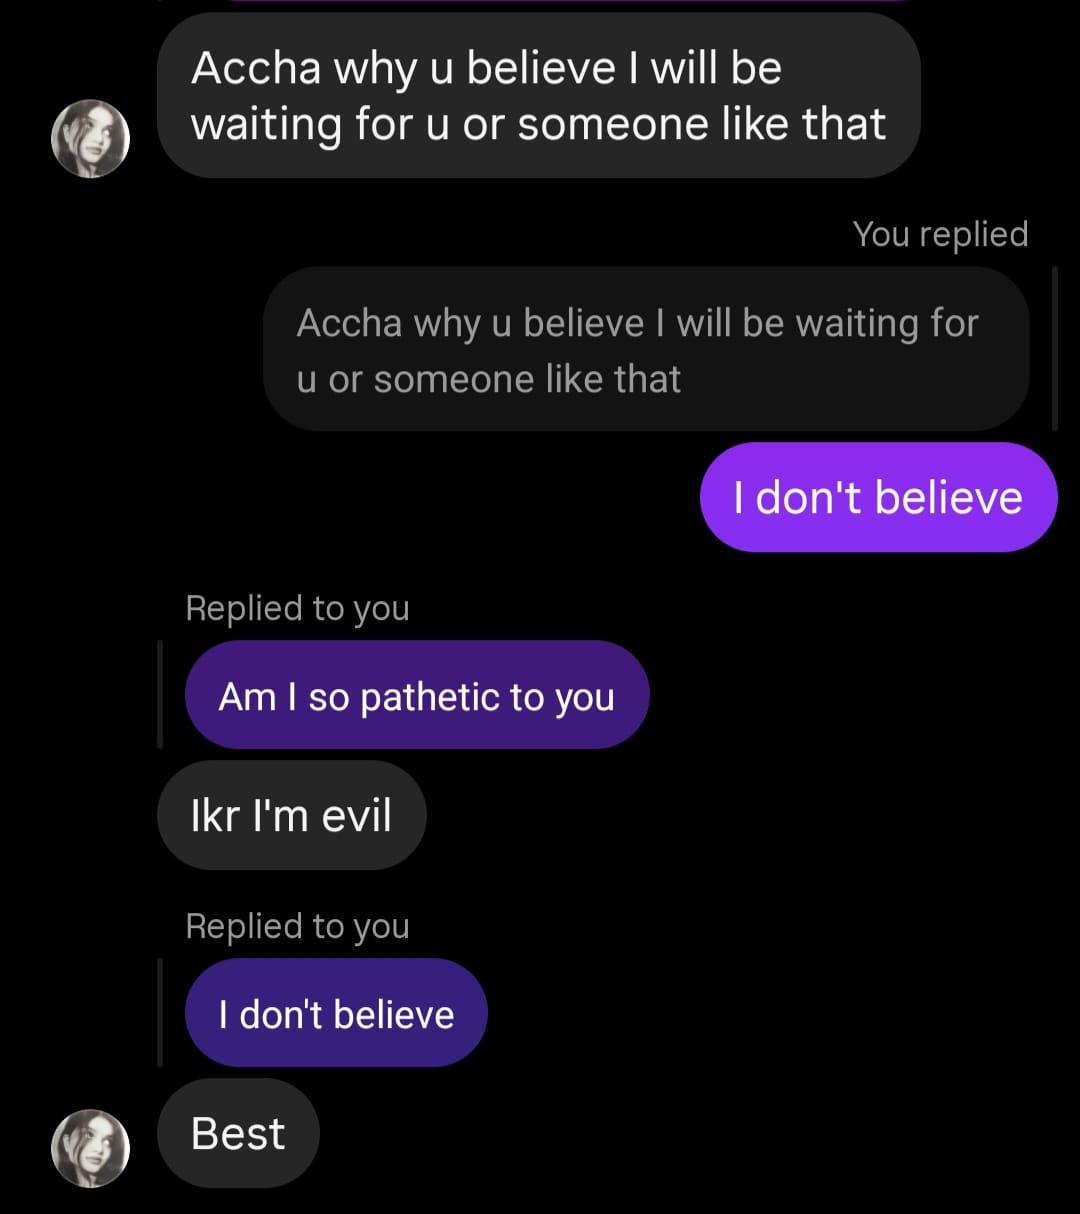 Accha why u believe I will be
waiting for u or someone like that
You replied
Accha why u believe I will be waiting for
u or someone like that
I don't believe
Replied to you
Am I so pathetic to you
Ikr I'm evil
Replied to you
I don't believe
Best